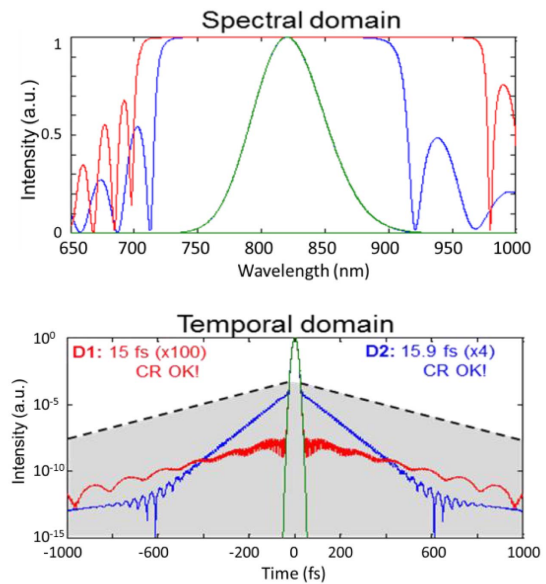 Spectral domain
1
0.5
0
Intensity (a.u.)
650 700 750 800 850 900 950 1000
Wavelength (nm)
Temporal domain
10⁰
10⁻⁵
10⁻¹⁰
10⁻¹⁵
Intensity (a.u.)
D1: 15 fs (x100)
CR OK!
D2: 15.9 fs (x4)
CR OK!
-1000 -600 -200 0 200 600 1000
Time (fs)